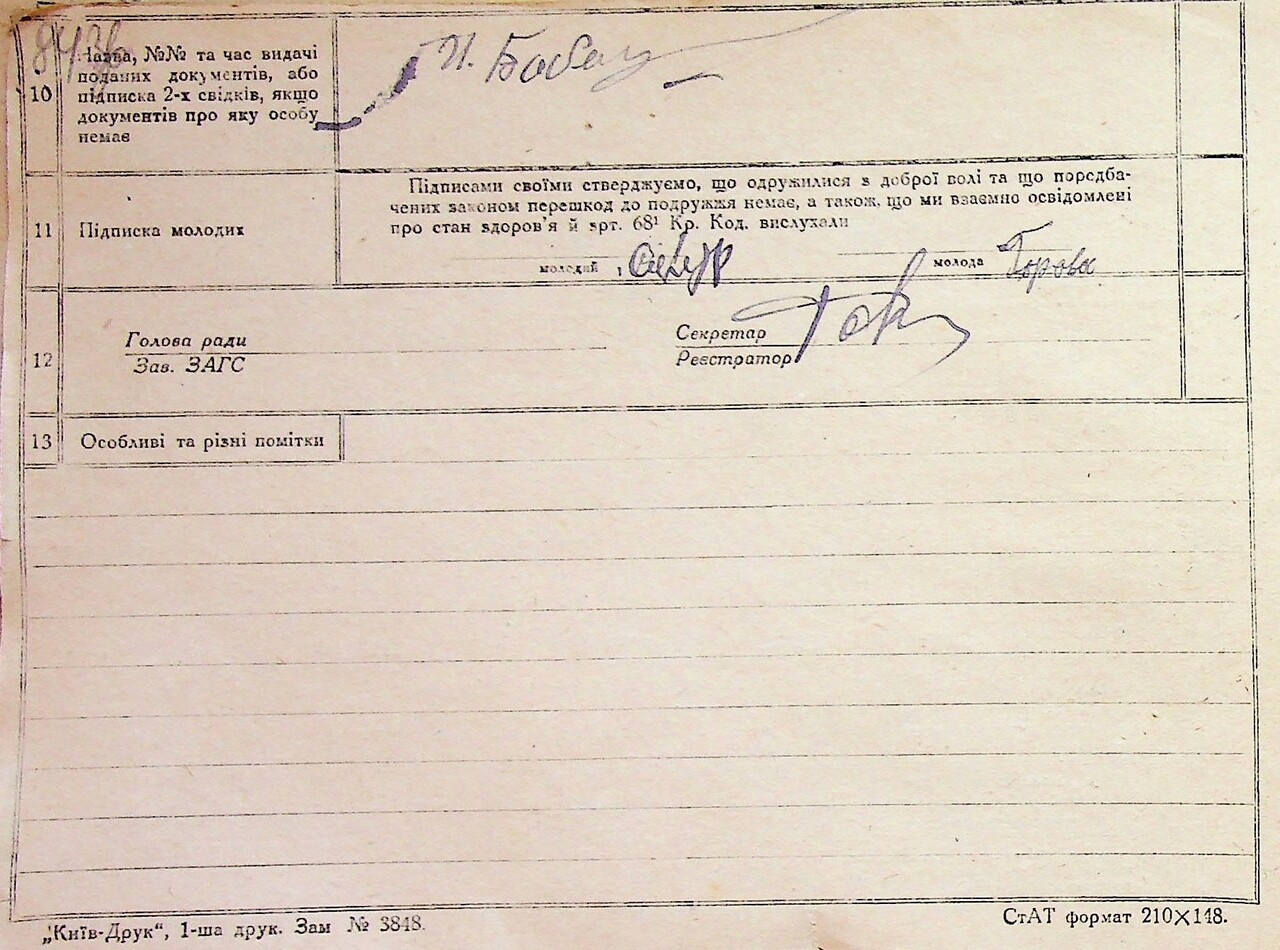 10
Назва, №№ та час видачі
поданих документів, або
підписка 2-х свідків, якщо
документів про яку особу
немає
И.
11
Підписка молодих
Підписами своїми стверджуємо, що одружилися з доброї волі та що передба-
чених законом перешкод до подружжя немає, а також, що ми взаємно освідомлені
про стан здоров'я й арт. 68¹ Кр. Код. вислухали
молодий
молода Горова
12
Голова ради
Зав. ЗАГС
Секретар
Реєстратор
13
Особливі та різні помітки
„Київ-Друк“, 1-ша друк. Зам № 3848.
СтАТ формат 210×148.